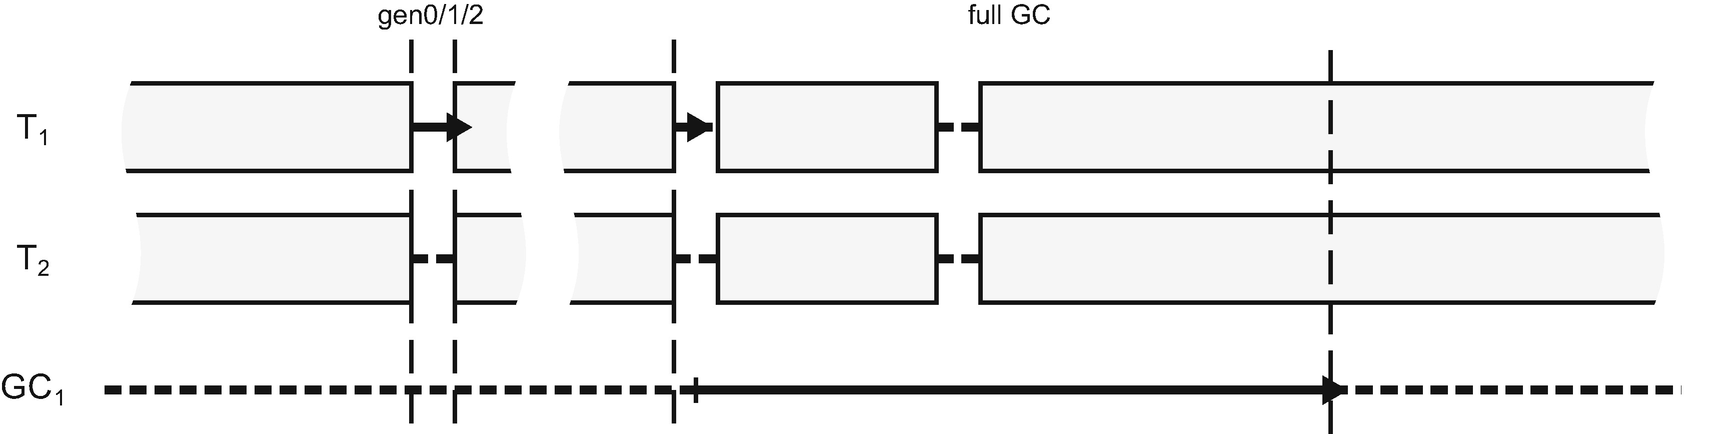 gen0/1/2
full GC
T1
T2
GC1